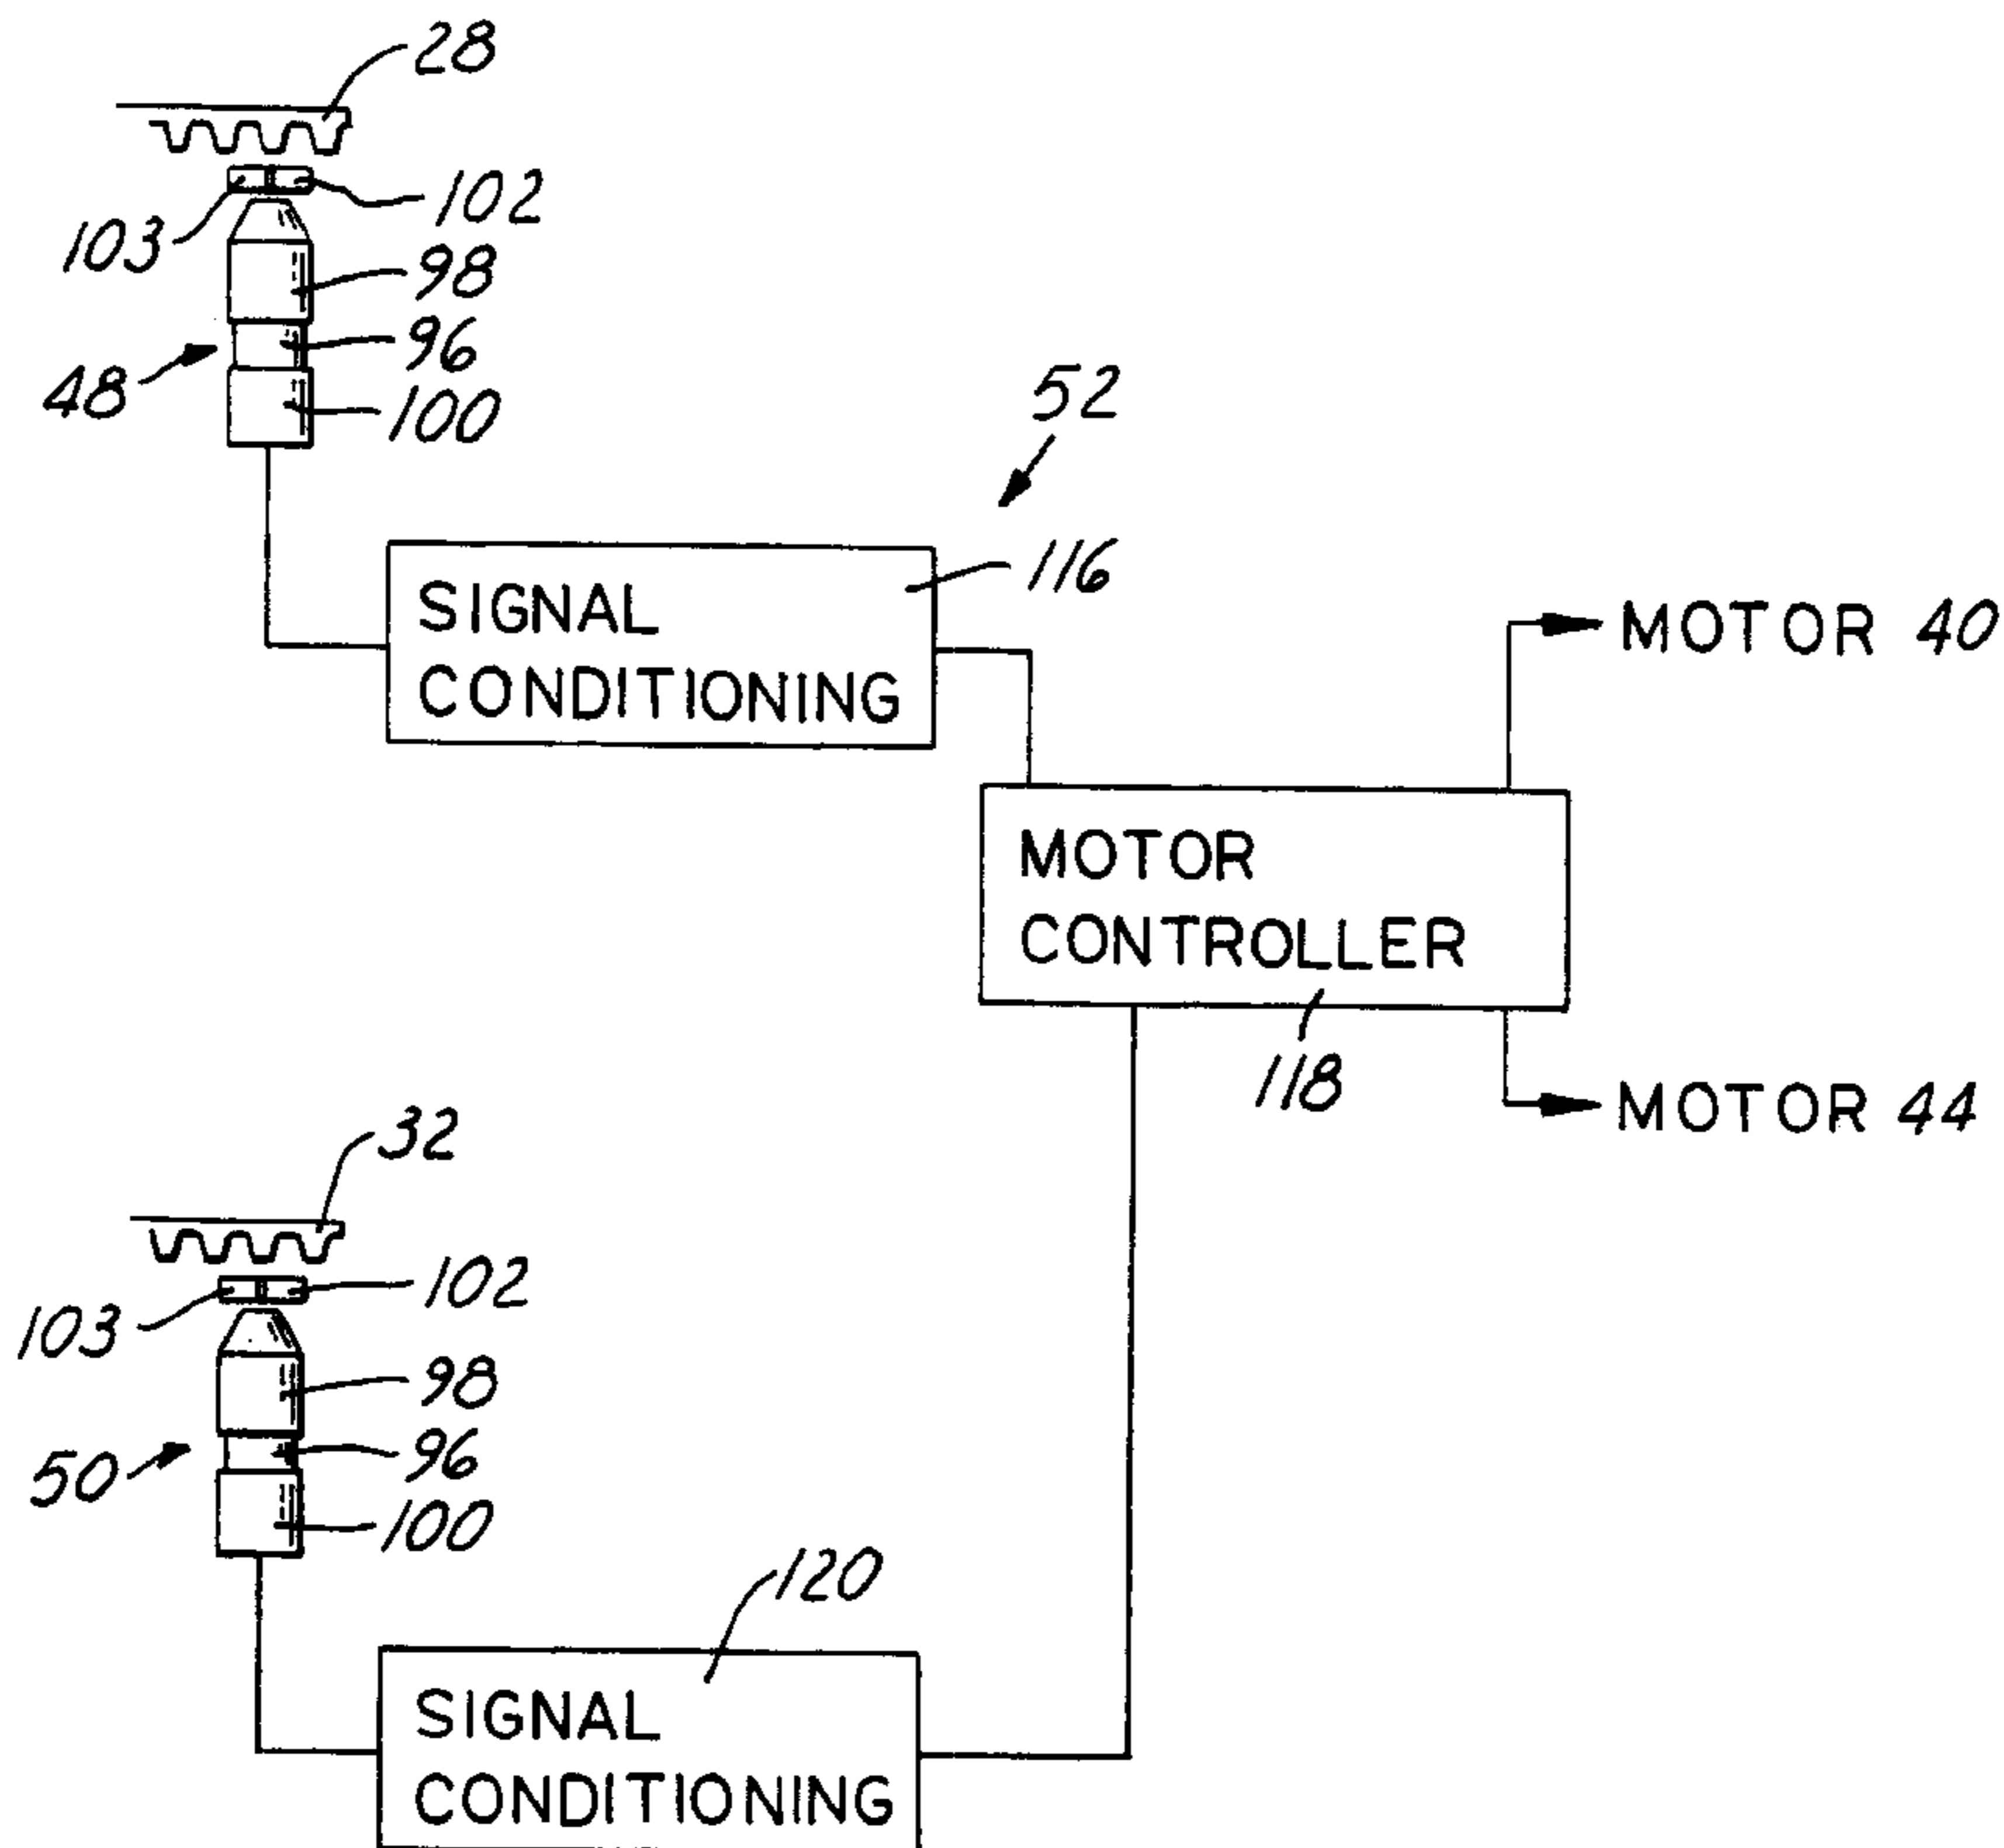 28
102
103
98
96
48
100
52
116
SIGNAL
CONDITIONING
MOTOR 40
MOTOR
CONTROLLER
118
MOTOR 44
32
102
103
98
96
50
100
120
SIGNAL
CONDITIONING